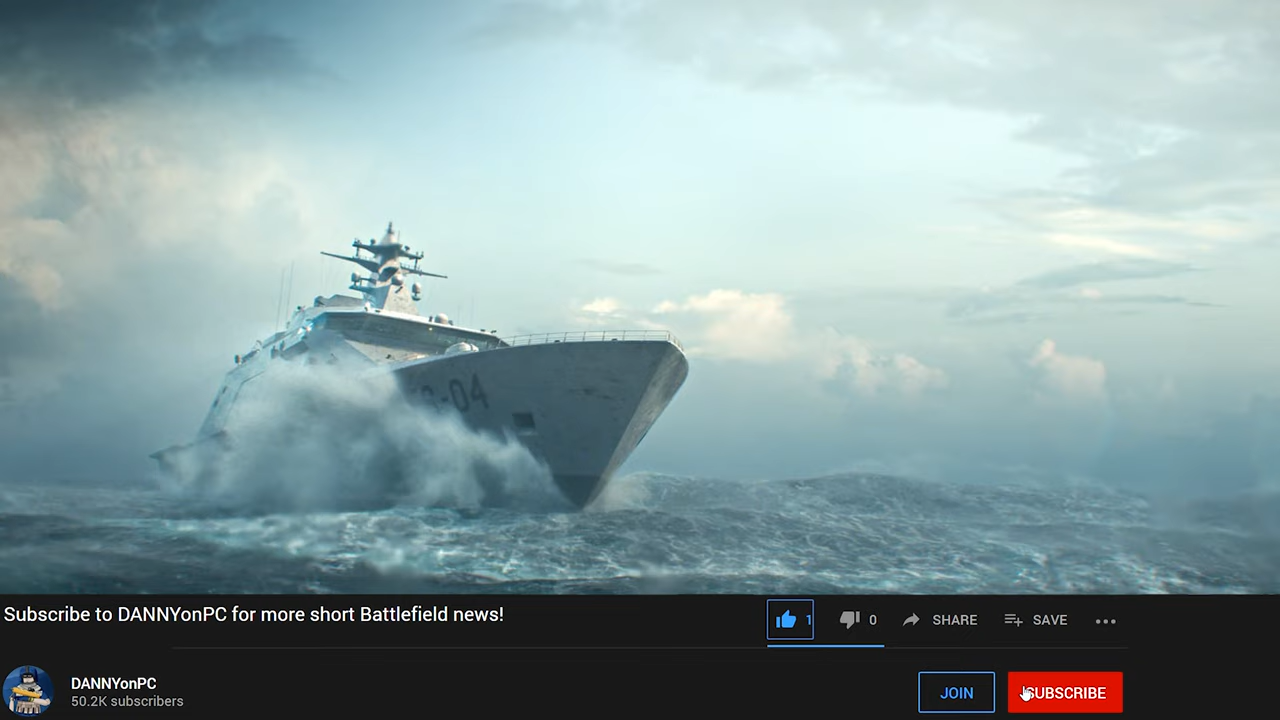 -04
Subscribe to DANNYonPC for more short Battlefield news!
1
0
SHARE
SAVE
DANNYonPC
50.2K subscribers
JOIN
SUBSCRIBE